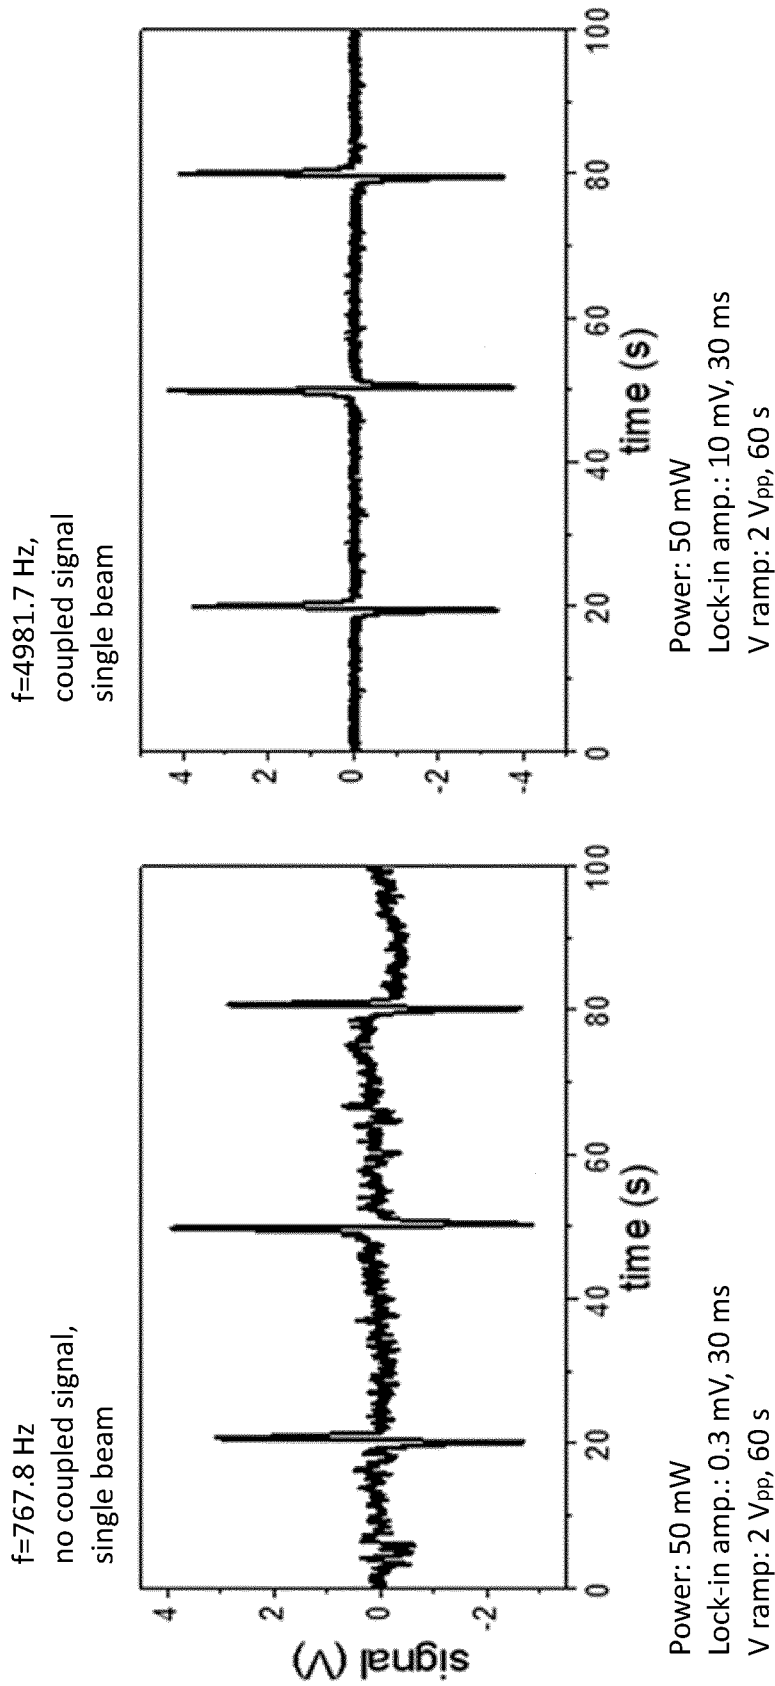 f=767.8 Hz
no coupled signal,
single beam
4
2
0
-2
signal (V)
0
20
40
60
80
100
time (s)
Power: 50 mW
Lock-in amp.: 0.3 mV, 30 ms
V ramp: 2 Vpp, 60 s
f=4981.7 Hz,
coupled signal
single beam
4
2
0
-2
-4
0
20
40
60
80
100
time (s)
Power: 50 mW
Lock-in amp.: 10 mV, 30 ms
V ramp: 2 Vpp, 60 s